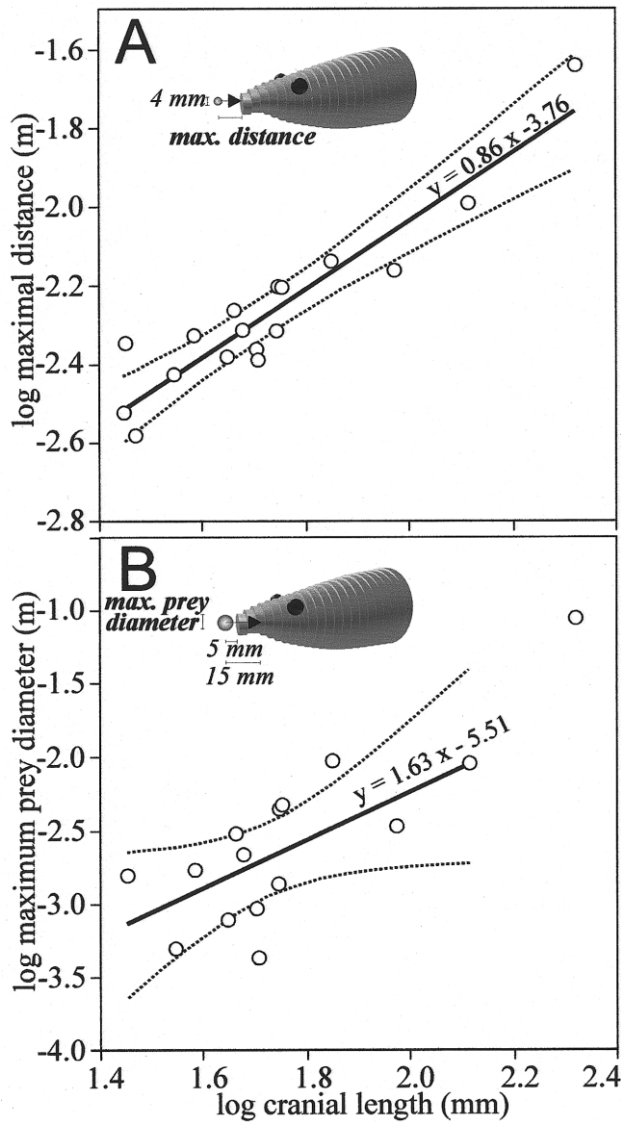 A
-1.6
-1.8
-2.0
-2.2
-2.4
-2.6
-2.8
log maximal distance (m)
4 mm
max. distance
y = 0.86 x -3.76
B
-1.0
-1.5
-2.0
-2.5
-3.0
-3.5
-4.0
log maximum prey diameter (m)
max. prey
diameter
5 mm
15 mm
y = 1.63 x - 5.51
1.4 1.6 1.8 2.0 2.2 2.4
log cranial length (mm)